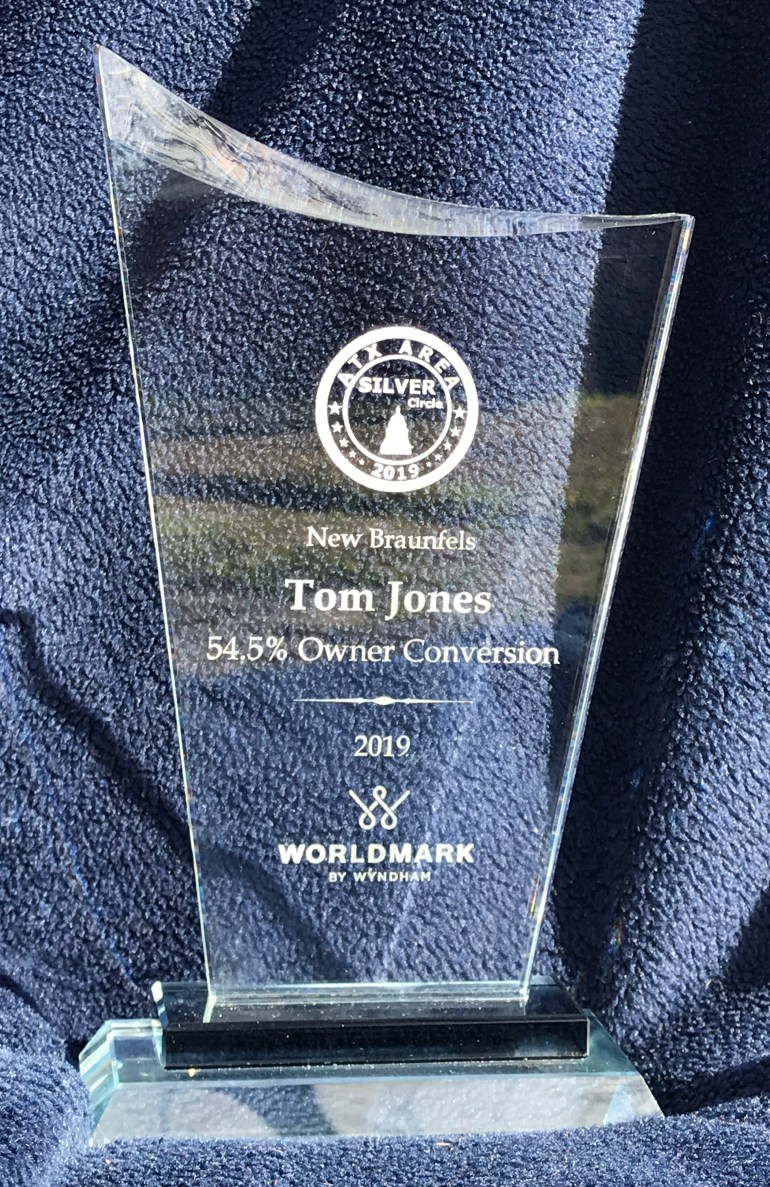 ATX AREA
SILVER
Circle
2019
New Braunfels
Tom Jones
54.5% Owner Conversion
2019
WORLDMARK
BY WYNDHAM